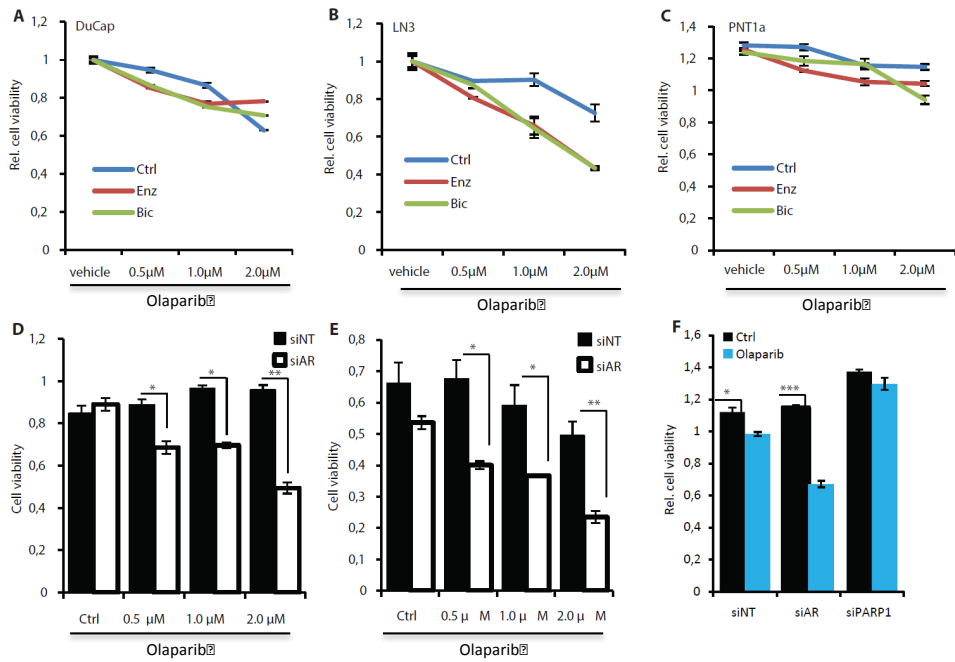 A
DuCap
1,2
1
0,8
0,6
0,4
0,2
0
Rel. cell viability
Ctrl
Enz
Bic
vehicle 0.5µM 1.0µM 2.0µM
Olaparib
B
LN3
1,2
1
0,8
0,6
0,4
0,2
0
Rel. cell viability
Ctrl
Enz
Bic
vehicle 0.5µM 1.0µM 2.0µM
Olaparib
C
PNT1a
1,4
1,2
1
0,8
0,6
0,4
0,2
0
Rel. cell viability
Ctrl
Enz
Bic
vehicle 0.5µM 1.0µM 2.0µM
Olaparib
D
1,2
1
0,8
0,6
0,4
0,2
0
Cell viability
siNT
siAR
* * **
Ctrl 0.5 µM 1.0 µM 2.0 µM
Olaparib
E
0,8
0,7
0,6
0,5
0,4
0,3
0,2
0,1
0
Cell viability
siNT
siAR
* * **
Ctrl 0.5 µ M 1.0 µ M 2.0 µ M
Olaparib
F
Ctrl
Olaparib
1,6
1,4
1,2
1
1,8
1,6
1,4
1,2
0
Rel. cell viability
* ***
siNT siAR siPARP1